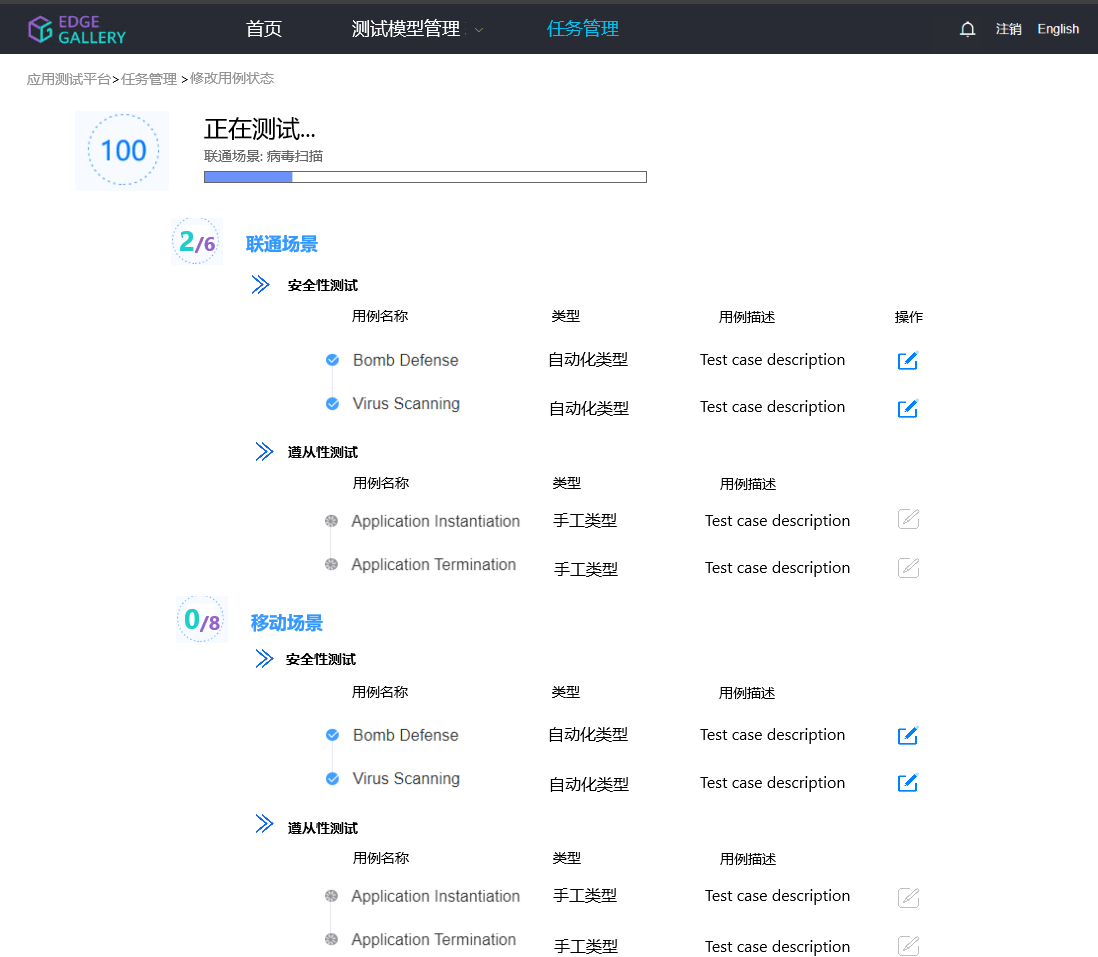 EDGE GALLERY 首页 测试模型管理 任务管理 注销 English
应用测试平台>任务管理 >修改用例状态
100
正在测试...
联通场景: 病毒扫描
2/6 联通场景
安全性测试
用例名称 类型 用例描述 操作
Bomb Defense 自动化类型 Test case description
Virus Scanning 自动化类型 Test case description
遵从性测试
用例名称 类型 用例描述
Application Instantiation 手工类型 Test case description
Application Termination 手工类型 Test case description
0/8 移动场景
安全性测试
用例名称 类型 用例描述
Bomb Defense 自动化类型 Test case description
Virus Scanning 自动化类型 Test case description
遵从性测试
用例名称 类型 用例描述
Application Instantiation 手工类型 Test case description
Application Termination 手工类型 Test case description